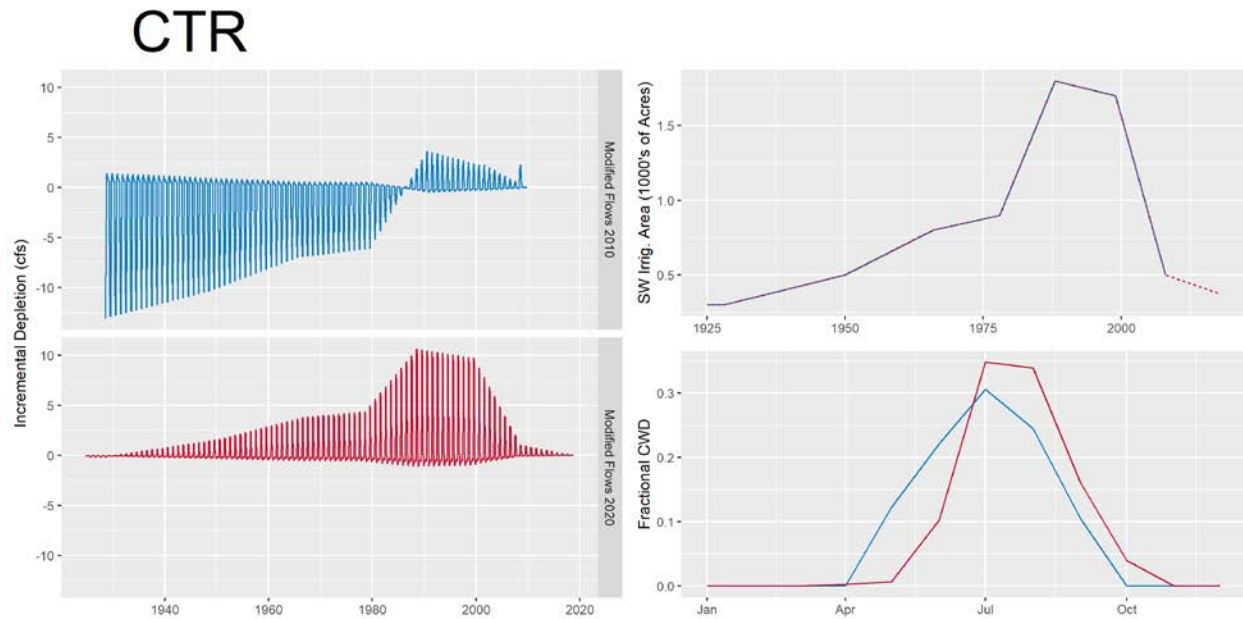 CTR
Incremental Depletion (cfs)
10
5
0
-5
-10
Modified Flows 2010
10
5
0
-5
-10
Modified Flows 2020
1940 1960 1980 2000 2020
SW Irrig. Area (1000's of Acres)
1.5
1.0
0.5
1925 1950 1975 2000
Fractional CWD
0.3
0.2
0.1
0.0
Jan Apr Jul Oct